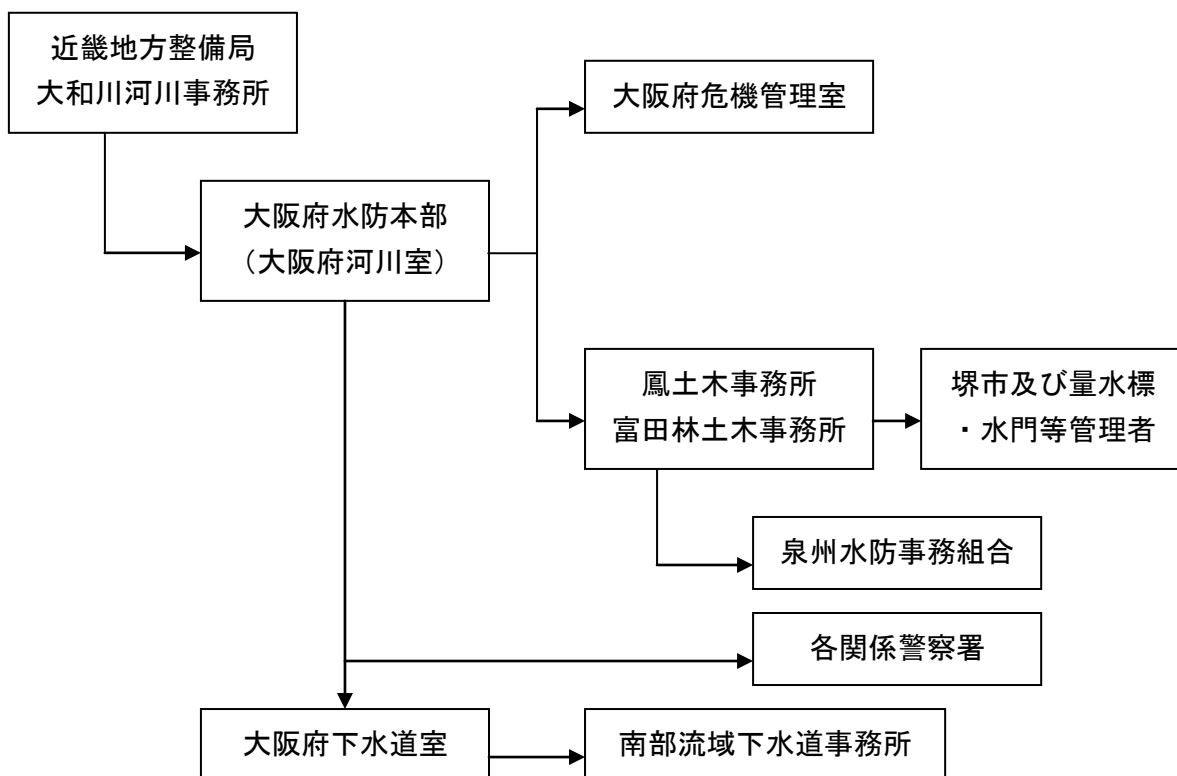 近畿地方整備局
大和川河川事務所
大阪府危機管理室
大阪府水防本部
（大阪府河川室）
鳳土木事務所
富田林土木事務所
堺市及び量水標
・水門等管理者
泉州水防事務組合
各関係警察署
大阪府下水道室
南部流域下水道事務所